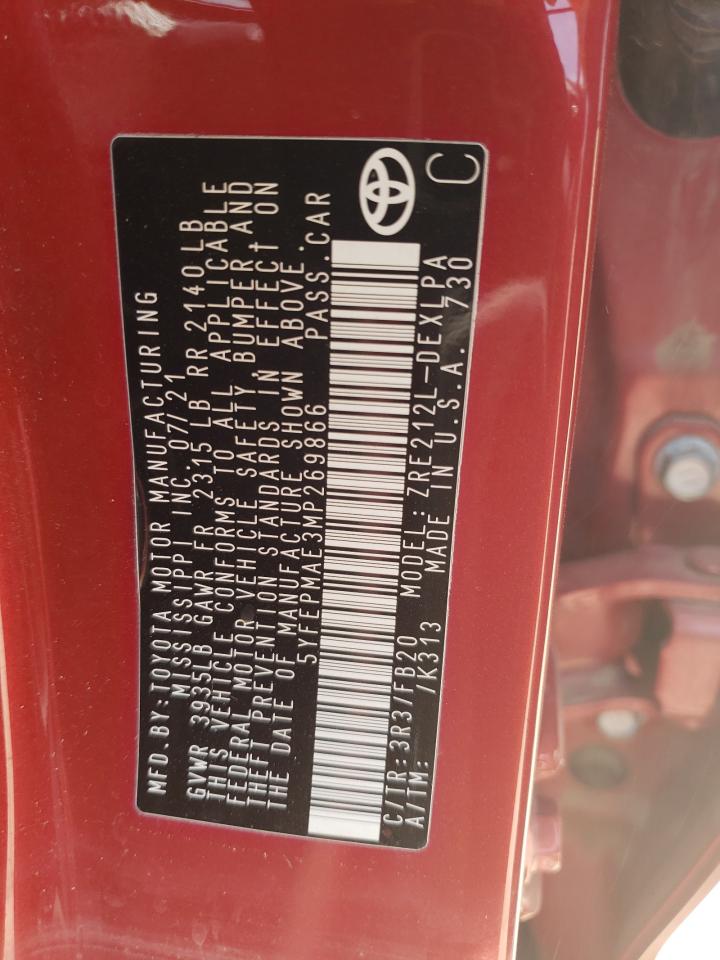 MFD.BY:TOYOTA MOTOR MANUFACTURING
MISSISSIPPI INC.07/21
GVWR 3935LB GAWR FR 2315 LB RR 2140 LB
THIS VEHICLE CONFORMS TO ALL APPLICABLE
FEDERAL MOTOR VEHICLE SAFETY,BUMPER AND
THEFT PREVENTION STANDARDS IN EFFECT ON
THE DATE OF MANUFACTURE SHOWN ABOVE.
5YFEPMAE3MP269866 PASS.CAR
C/TR:3R3/FB20 MODEL:ZRE212L-DEXLPA
A/TM: /K313 MADE IN U.S.A. 730
C